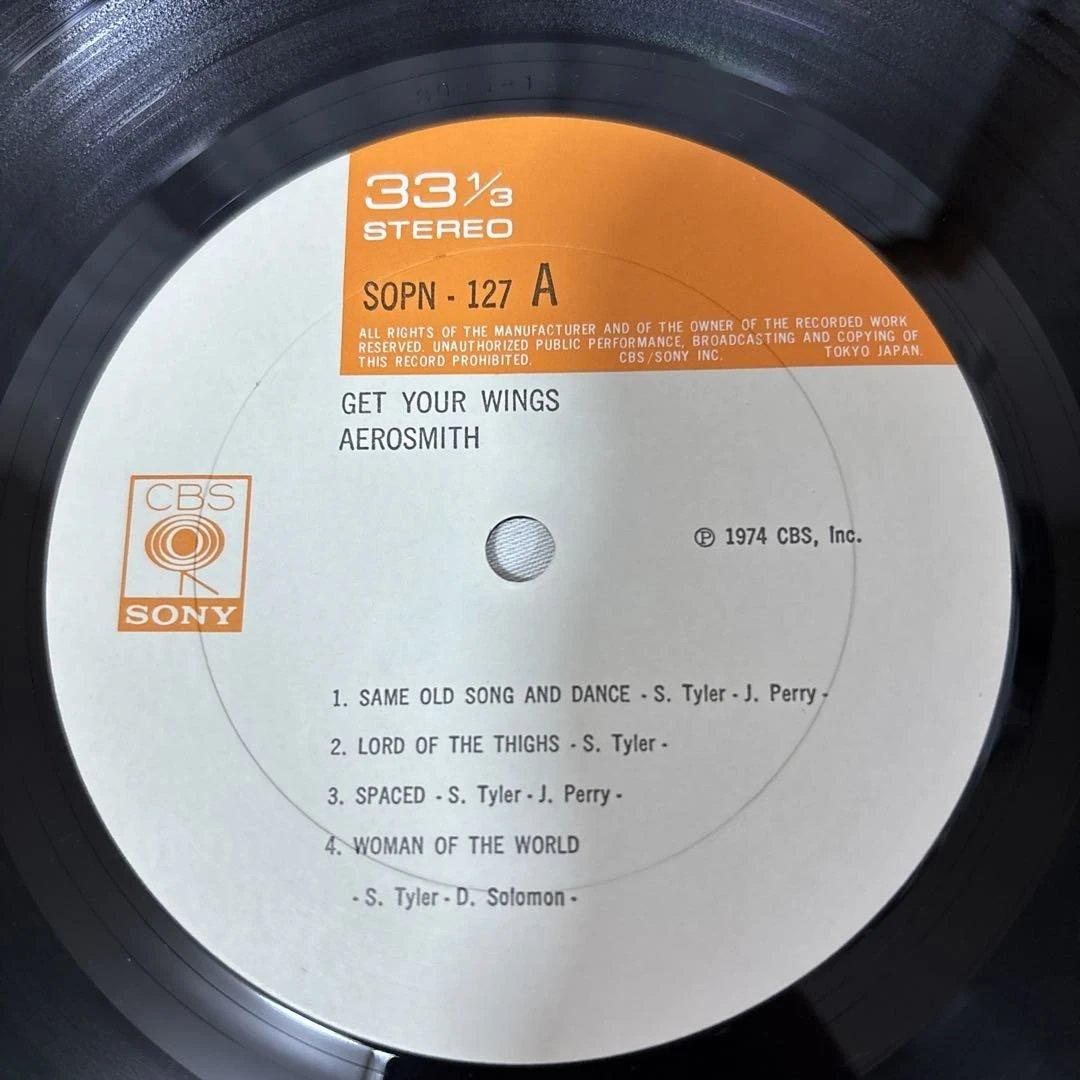 33 1/3
STEREO
SOPN - 127 A
ALL RIGHTS OF THE MANUFACTURER AND OF THE OWNER OF THE RECORDED WORK
RESERVED. UNAUTHORIZED PUBLIC PERFORMANCE, BROADCASTING AND COPYING OF
THIS RECORD PROHIBITED. CBS/SONY INC. TOKYO JAPAN.
GET YOUR WINGS
AEROSMITH
CBS
SONY
℗ 1974 CBS, Inc.
1. SAME OLD SONG AND DANCE - S. Tyler - J. Perry -
2. LORD OF THE THIGHS - S. Tyler -
3. SPACED - S. Tyler - J. Perry -
4. WOMAN OF THE WORLD
- S. Tyler - D. Solomon -